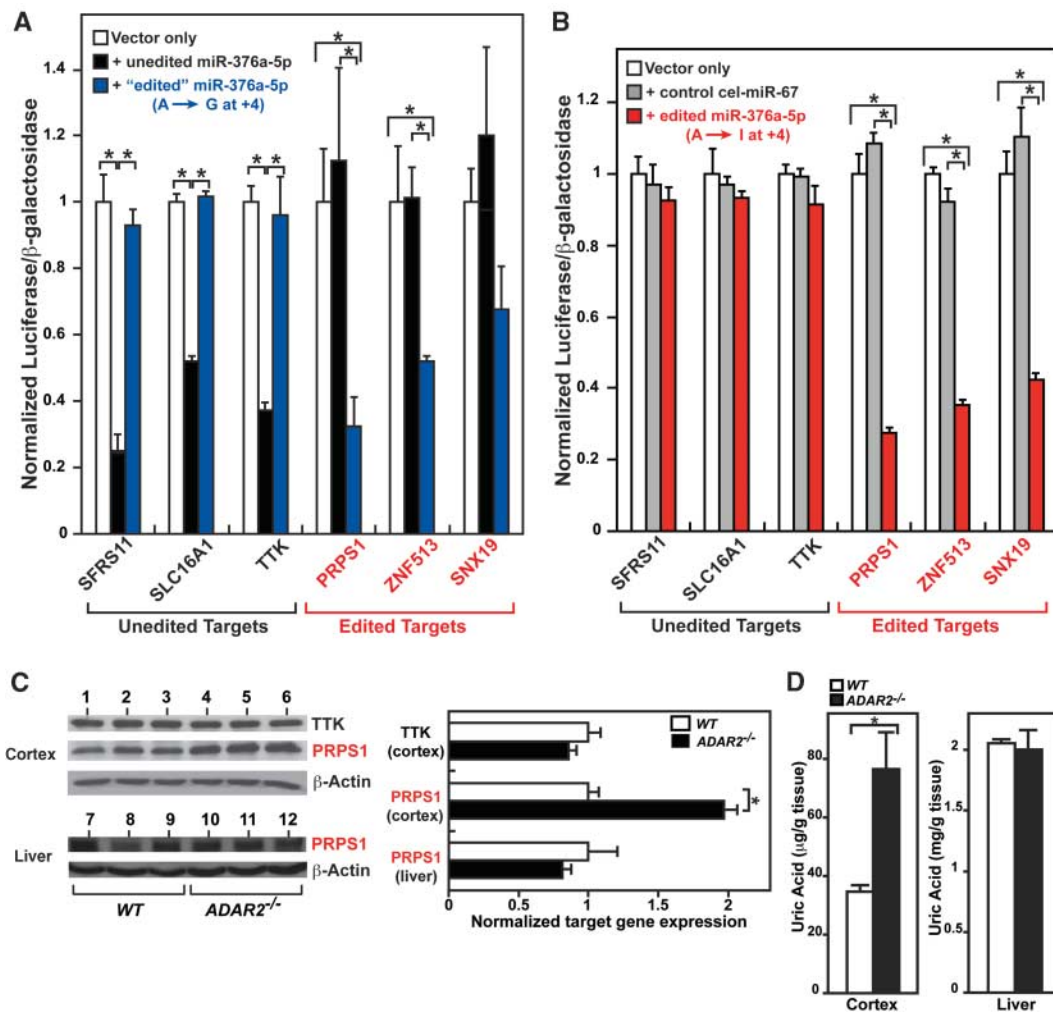 A
Normalized Luciferase/β-galactosidase
1.4
1.2
1
0.8
0.6
0.4
0.2
0
Vector only
+ unedited miR-376a-5p
+ “edited” miR-376a-5p
(A → G at +4)
* * * * * * * * * *
SFRS11 SLC16A1 TTK PRPS1 ZNF513 SNX19
Unedited Targets Edited Targets
B
Normalized Luciferase/β-galactosidase
1.2
1
0.8
0.6
0.4
0.2
0
Vector only
+ control cel-miR-67
+ edited miR-376a-5p
(A → I at +4)
* * * * * *
SFRS11 SLC16A1 TTK PRPS1 ZNF513 SNX19
Unedited Targets Edited Targets
C
1 2 3 4 5 6
Cortex
TTK
PRPS1
β-Actin
7 8 9 10 11 12
Liver
PRPS1
β-Actin
WT ADAR2-/-
WT
ADAR2-/-
TTK
(cortex)
PRPS1
(cortex)
*
PRPS1
(liver)
0 0.5 1 1.5 2
Normalized target gene expression
D
WT
ADAR2-/-
Uric Acid (μg/g tissue)
80
60
40
20
0
*
Cortex
Uric Acid (mg/g tissue)
2
1.5
1
0.5
0
Liver